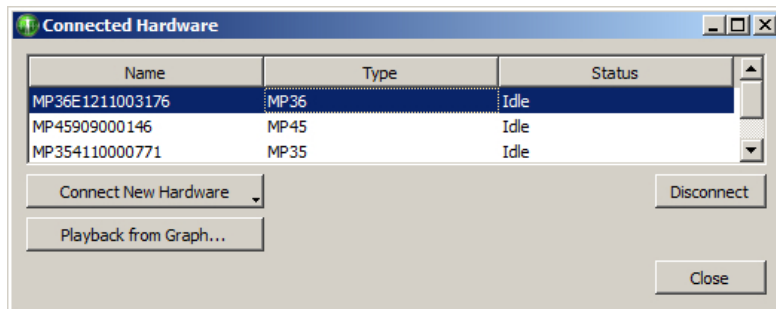 Connected Hardware
Name Type Status
MP36E1211003176 MP36 Idle
MP45909000146 MP45 Idle
MP354110000771 MP35 Idle
Connect New Hardware Disconnect
Playback from Graph...
Close